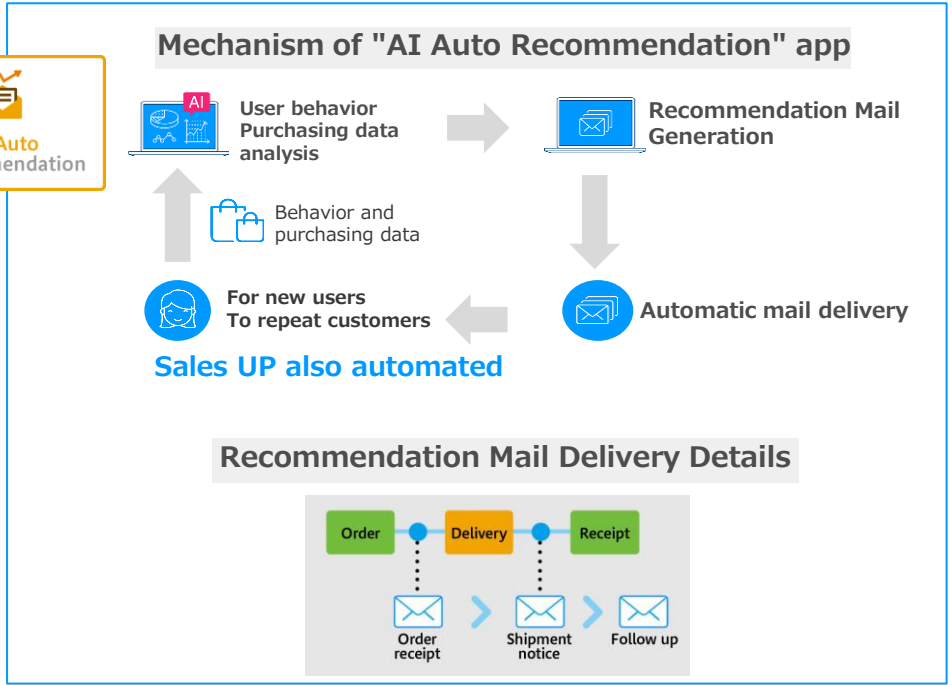 Mechanism of "AI Auto Recommendation" app
AI
User behavior
Purchasing data
analysis
Recommendation Mail
Generation
Auto
endation
Behavior and
purchasing data
For new users
To repeat customers
Automatic mail delivery
Sales UP also automated
Recommendation Mail Delivery Details
Order
Delivery
Receipt
Order
receipt
Shipment
notice
Follow up